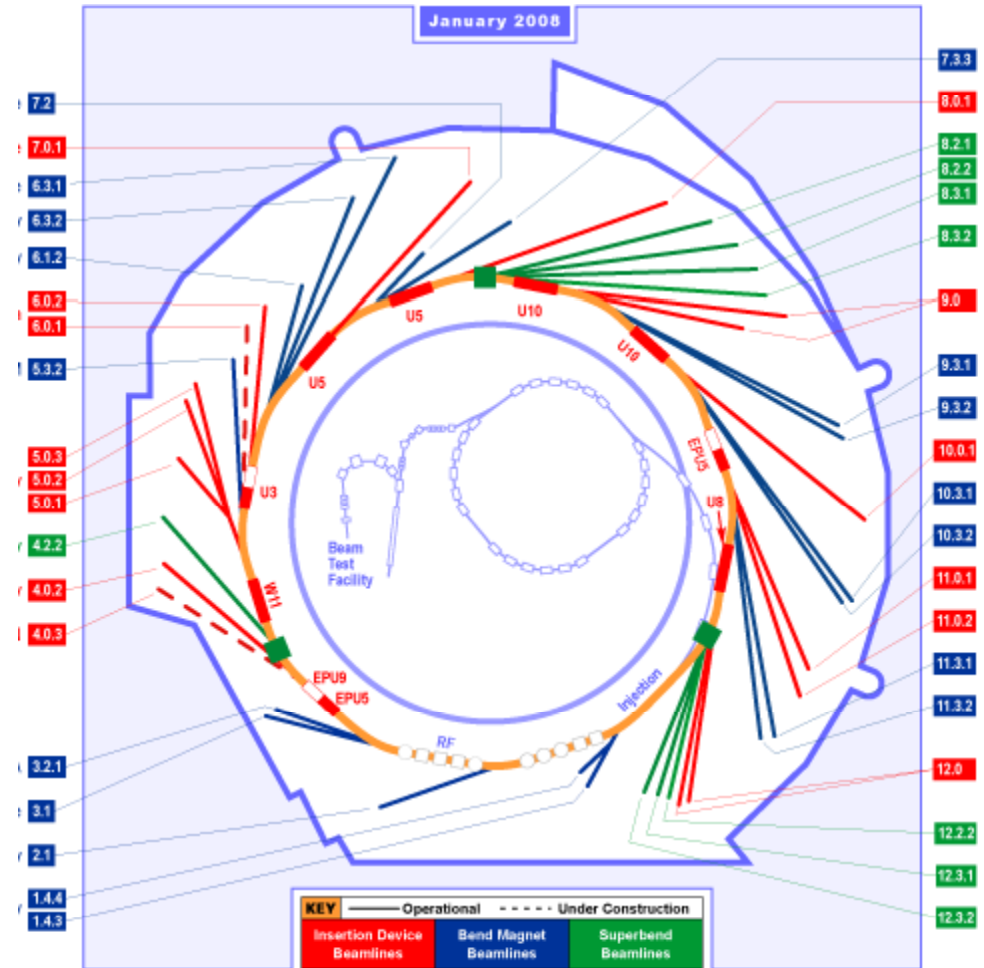 January 2008
7.2
7.0.1
6.3.1
6.3.2
6.1.2
6.0.2
6.0.1
5.3.2
5.0.3
5.0.2
5.0.1
4.2.2
4.0.2
4.0.3
3.2.1
3.1
2.1
1.4.4
1.4.3
7.3.3
8.0.1
8.2.1
8.2.2
8.3.1
8.3.2
9.0
9.3.1
9.3.2
10.0.1
10.3.1
10.3.2
11.0.1
11.0.2
11.3.1
11.3.2
12.0
12.2.2
12.3.1
12.3.2
U5
U10
U10
U5
EPU5
U3
U8
Beam
Test
Facility
W11
EPU9
EPU5
Injection
RF
KEY
Operational
Under Construction
Insertion Device
Beamlines
Bend Magnet
Beamlines
Superbend
Beamlines